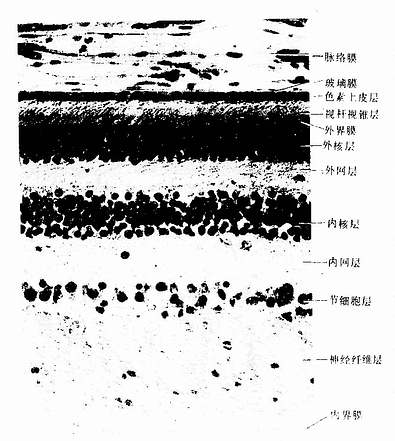 脉络膜
玻璃膜
色素上皮层
视杆视锥层
外界膜
外核层
外网层
内核层
内网层
节细胞层
神经纤维层
内界膜